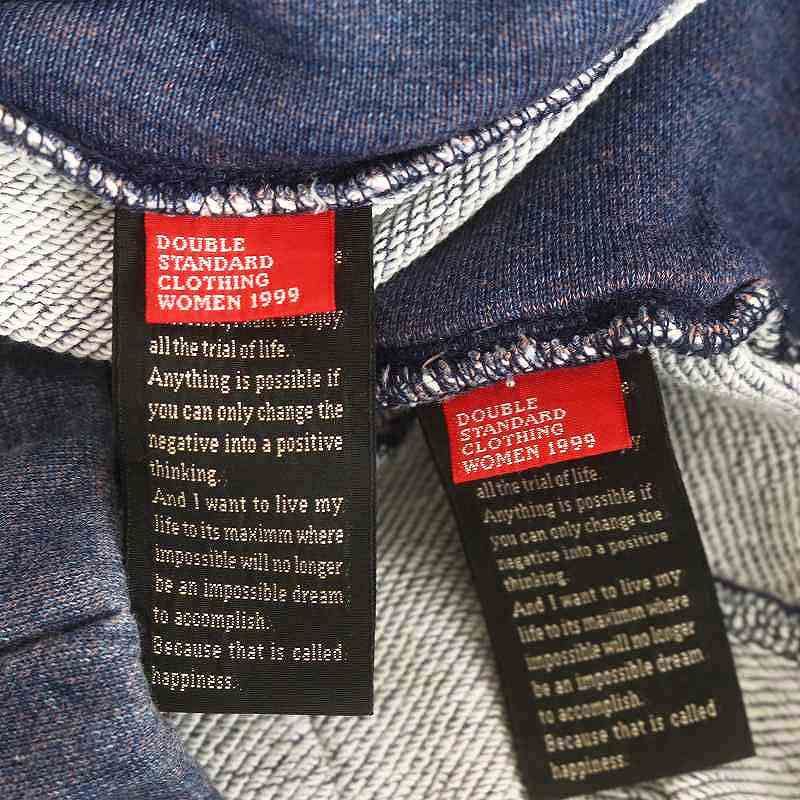 DOUBLE
STANDARD
CLOTHING
WOMEN 1999
want to enjoy
all the trial of life.
Anything is possible if
you can only change the
negative into a positive
thinking.
And I want to live my
life to its maximm where
impossible will no longer
be an impossible dream
to accomplish.
Because that is called
happiness.
DOUBLE
STANDARD
CLOTHING
WOMEN 1999
all the trial of life.
Anything is possible if
you can only change the
negative into a positive
thinking.
And I want to live my
life to its maximm where
impossible will no longer
be an impossible dream
to accomplish.
Because that is called
happiness.